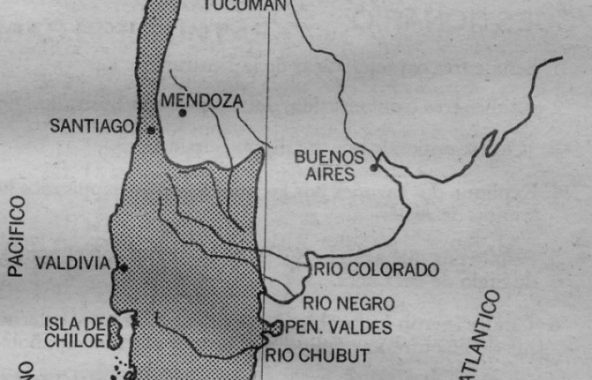 TUCUMAN
MENDOZA
SANTIAGO
BUENOS
AIRES
PACIFICO
VALDIVIA
RIO COLORADO
RIO NEGRO
ISLA DE
CHILOE
PEN. VALDES
RIO CHUBUT
ATLANTICO